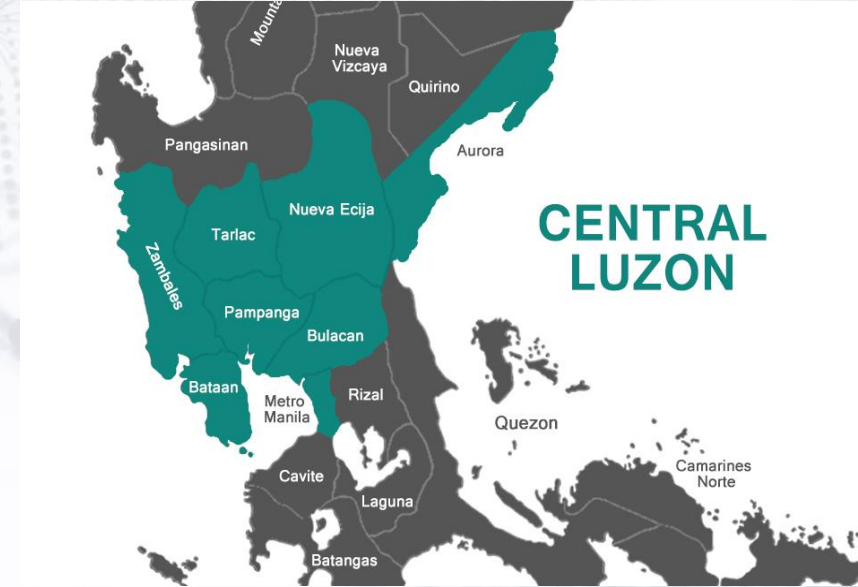 Mounta
Nueva
Vizcaya
Quirino
Pangasinan
Aurora
Nueva Ecija
Tarlac
CENTRAL
LUZON
Zambales
Pampanga
Bulacan
Bataan
Metro
Manila
Rizal
Quezon
Cavite
Camarines
Norte
Laguna
Batangas